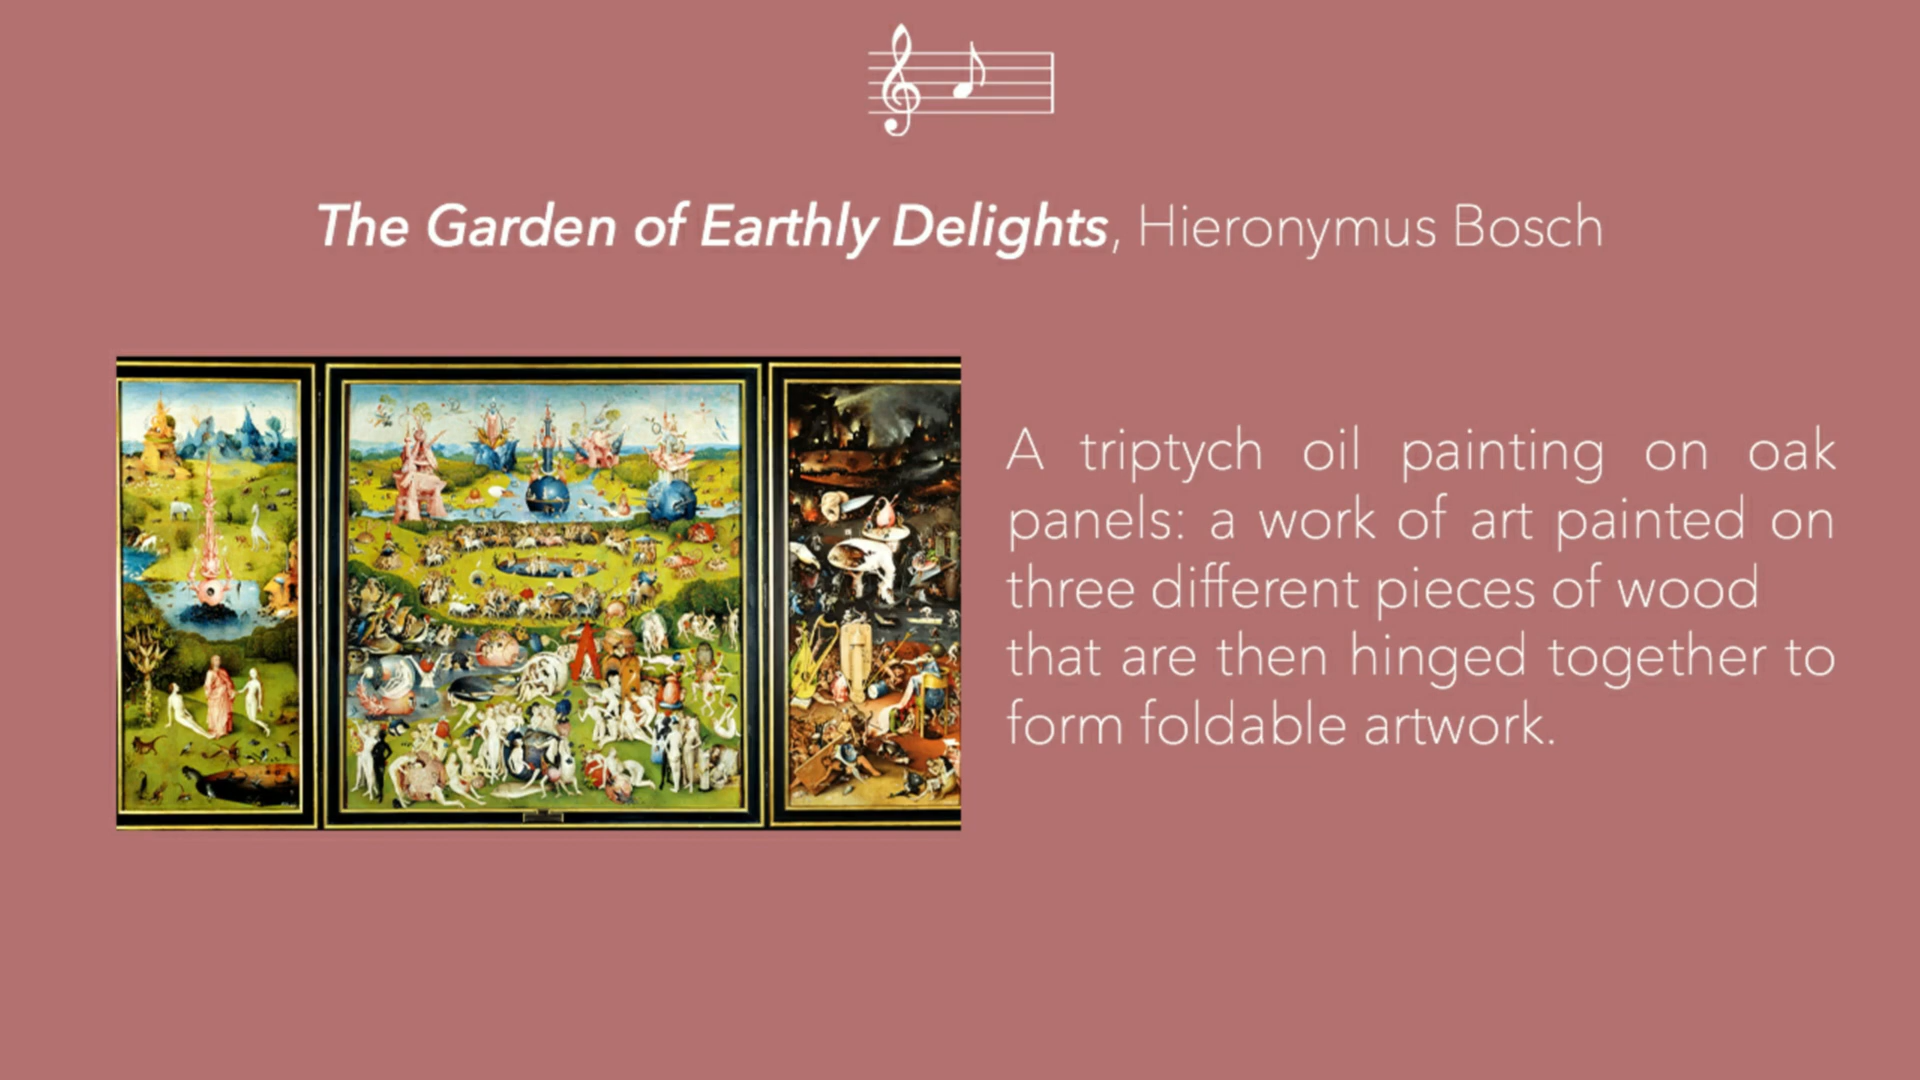 The Garden of Earthly Delights, Hieronymus Bosch
A triptych oil painting on oak
panels: a work of art painted on
three different pieces of wood
that are then hinged together to
form foldable artwork.